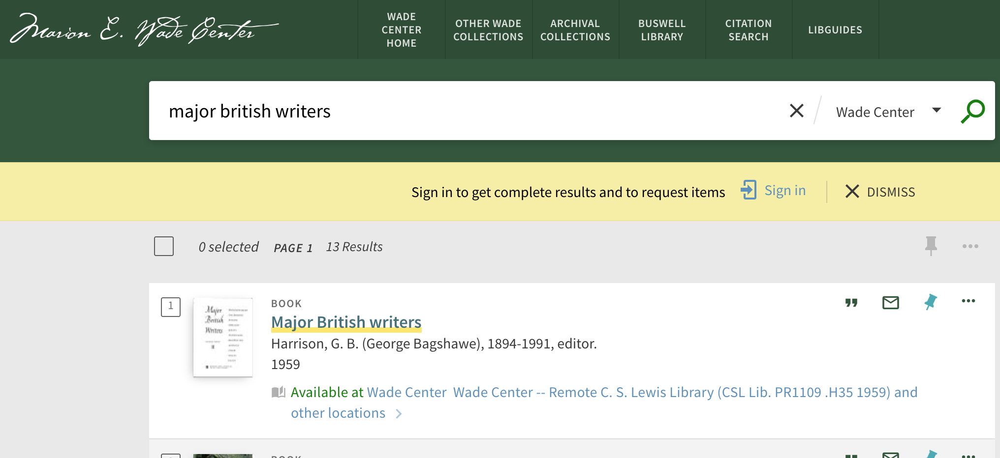 Marion E. Wade Center
WADE
CENTER
HOME
OTHER WADE
COLLECTIONS
ARCHIVAL
COLLECTIONS
BUSWELL
LIBRARY
CITATION
SEARCH
LIBGUIDES
major british writers
Wade Center
Sign in to get complete results and to request items
Sign in
DISMISS
0 selected PAGE 1 13 Results
1
BOOK
Major British writers
Harrison, G. B. (George Bagshawe), 1894-1991, editor.
1959
Available at Wade Center Wade Center -- Remote C. S. Lewis Library (CSL Lib. PR1109 .H35 1959) and
other locations
Major
British
Writers
BOOK